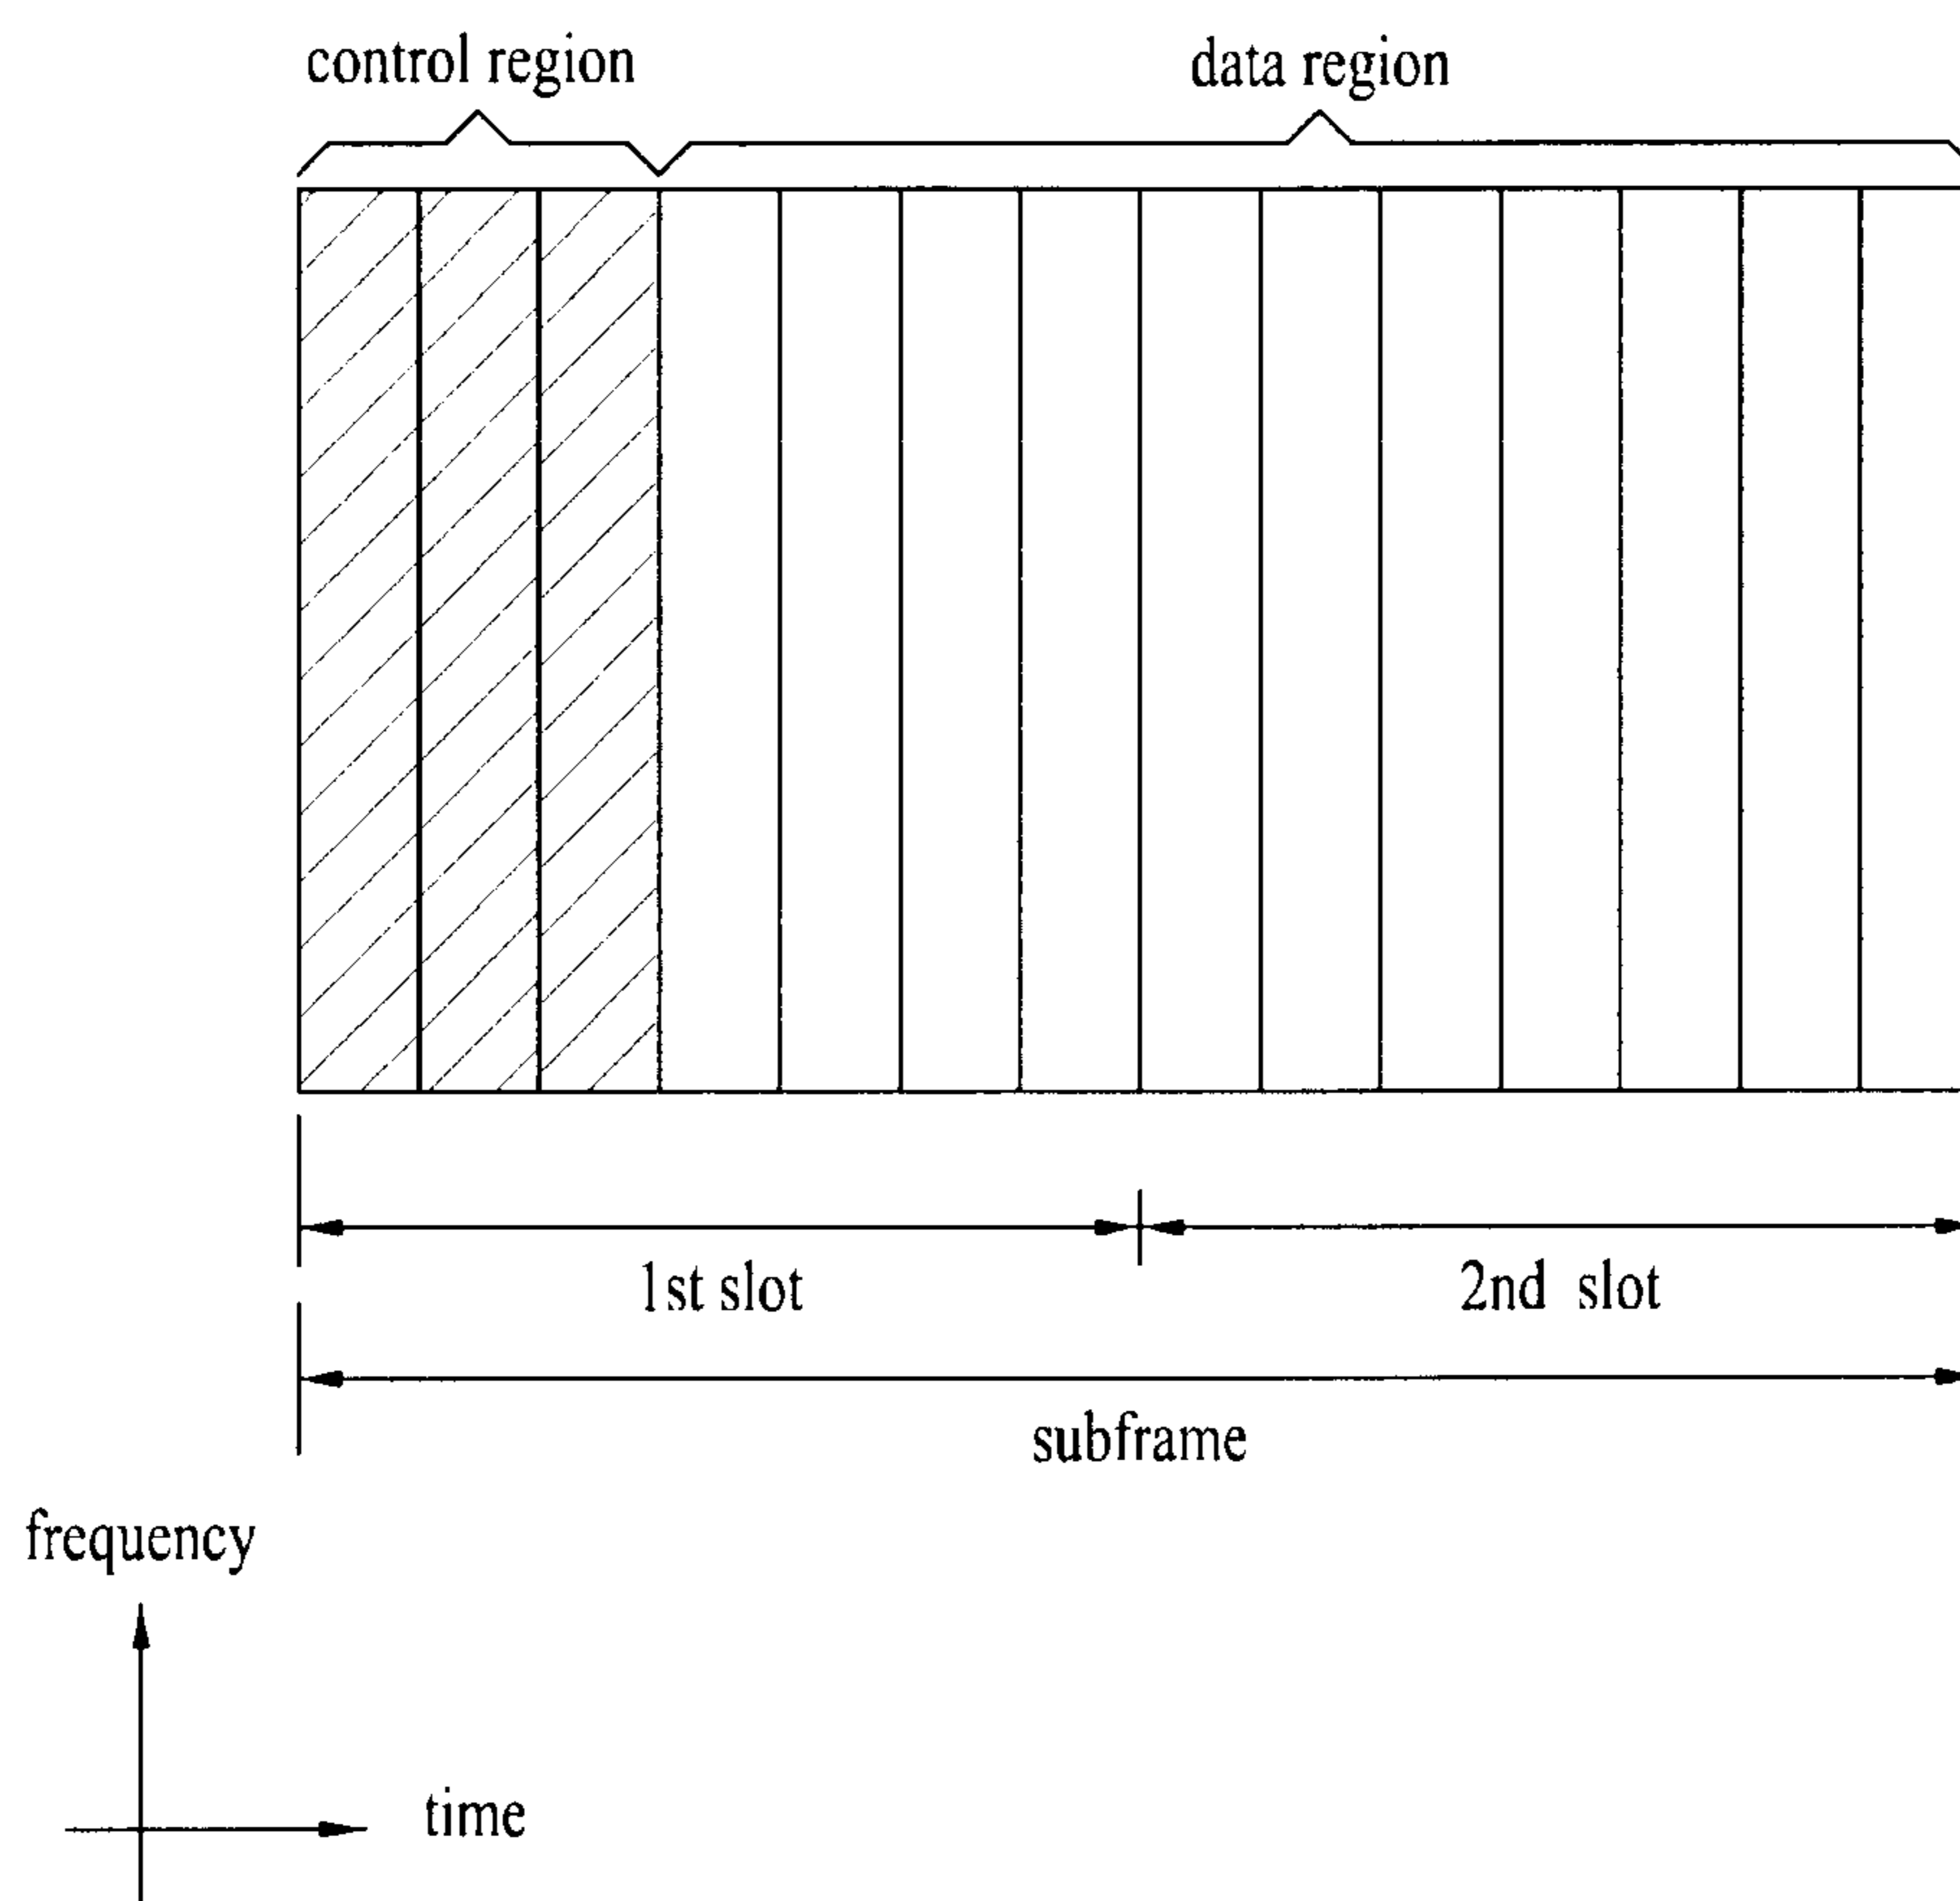 control region
data region
1st slot
2nd slot
subframe
frequency
time